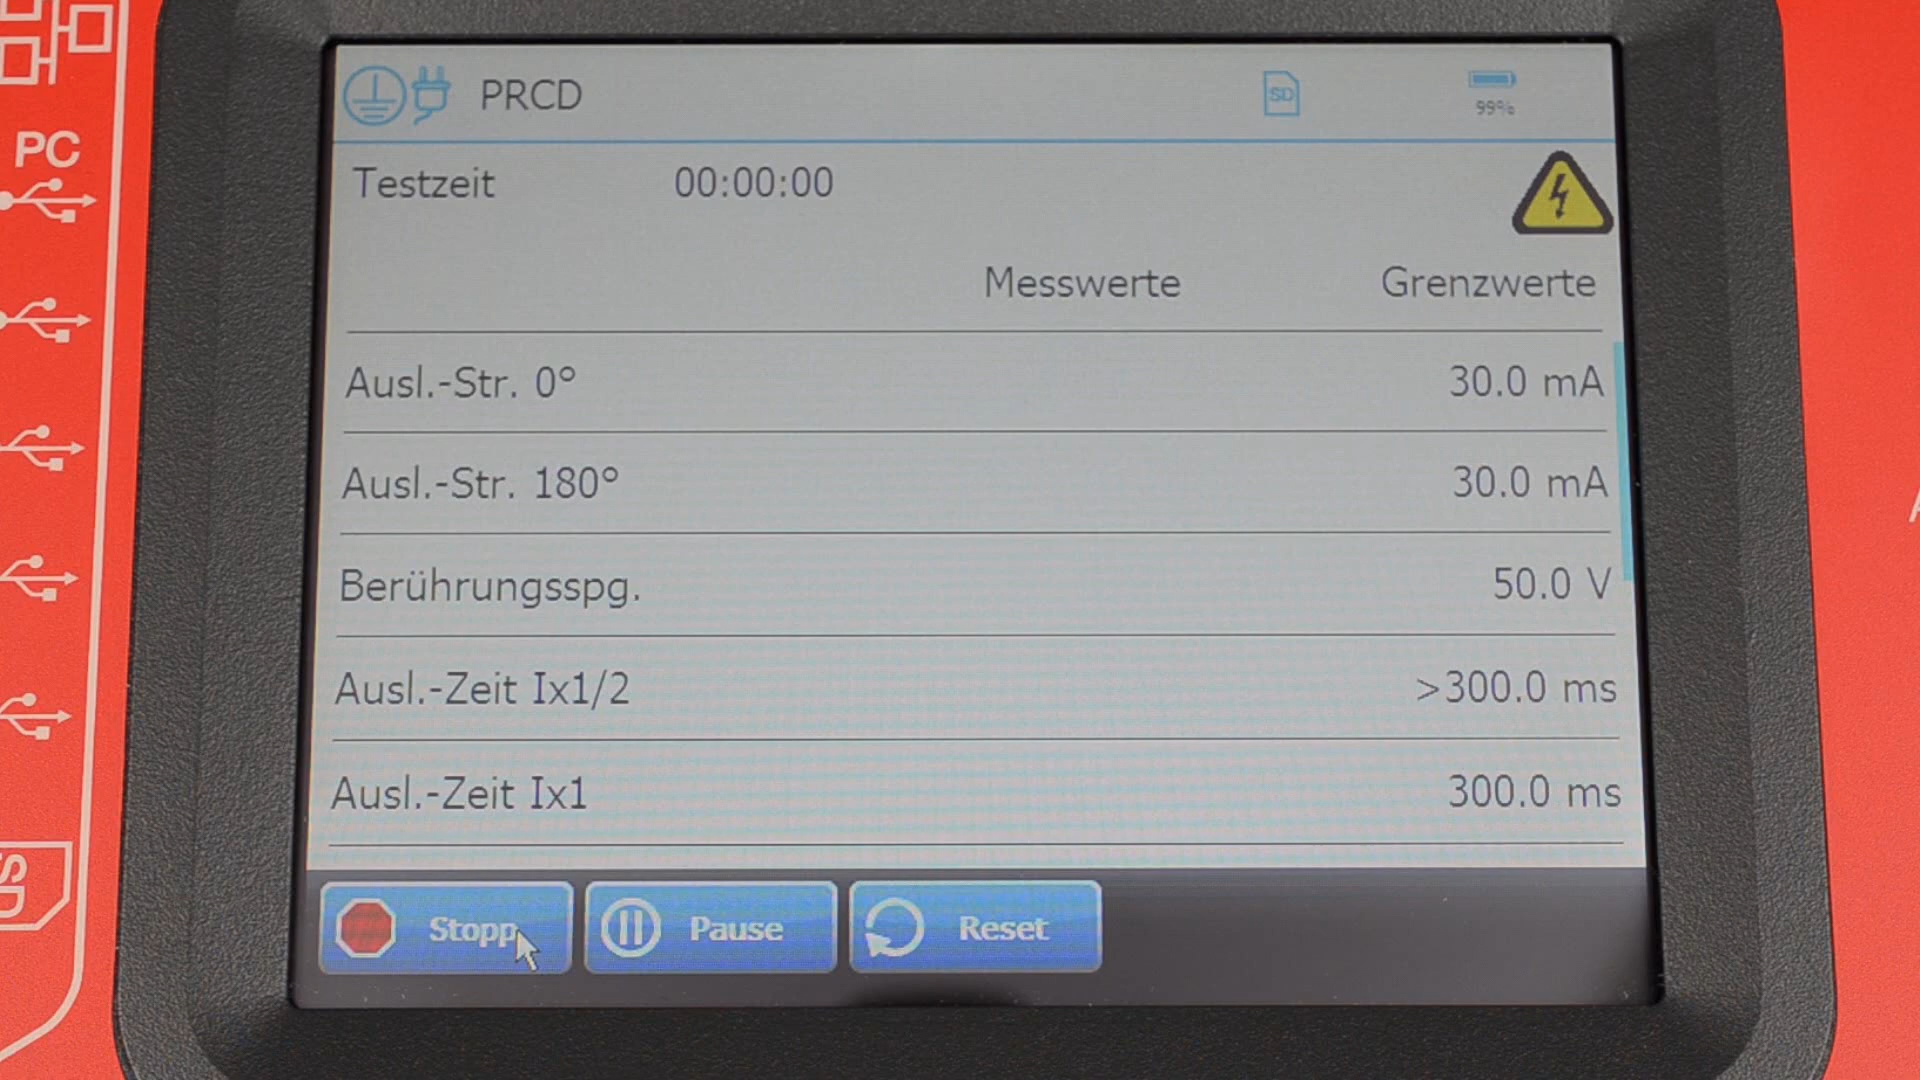 PRCD
SD
99%
PC
Testzeit 00:00:00
Messwerte Grenzwerte
Ausl.-Str. 0° 30.0 mA
Ausl.-Str. 180° 30.0 mA
Berührungsspg. 50.0 V
Ausl.-Zeit Ix1/2 >300.0 ms
Ausl.-Zeit Ix1 300.0 ms
SD
Stopp Pause Reset